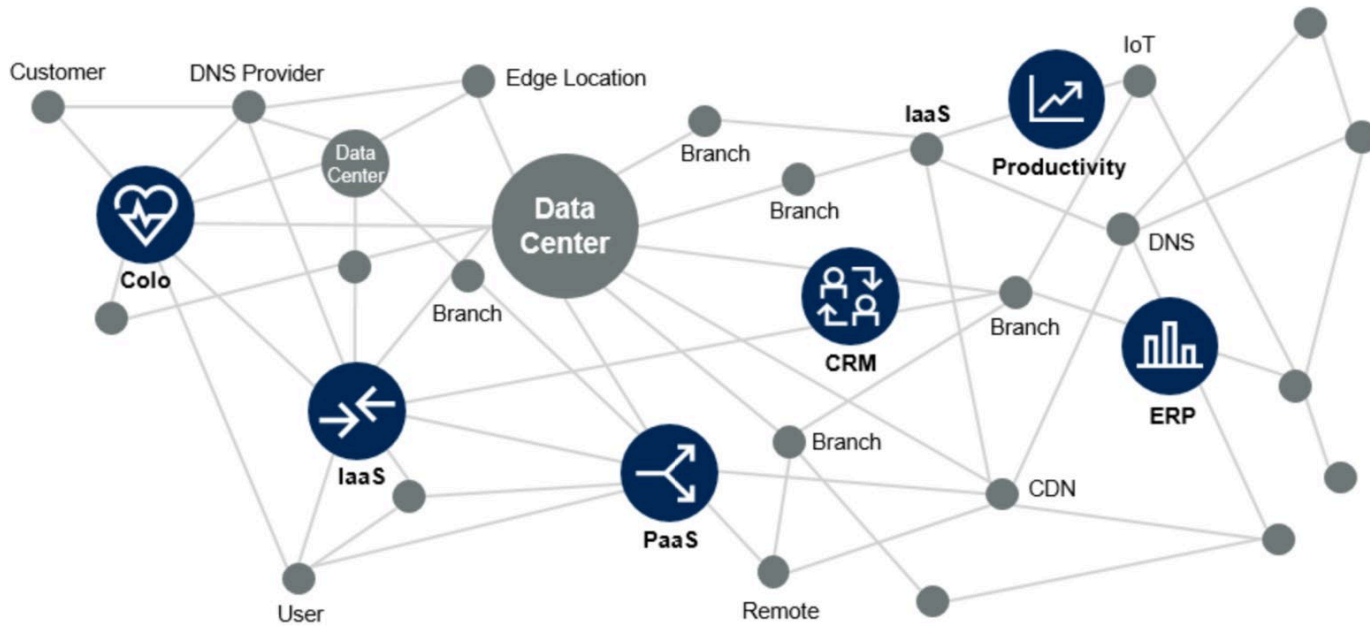 IoT
Customer
DNS Provider
Edge Location
IaaS
Branch
Data
Center
Productivity
Branch
Data
Center
DNS
Colo
Branch
Branch
CRM
ERP
Branch
IaaS
CDN
PaaS
User
Remote